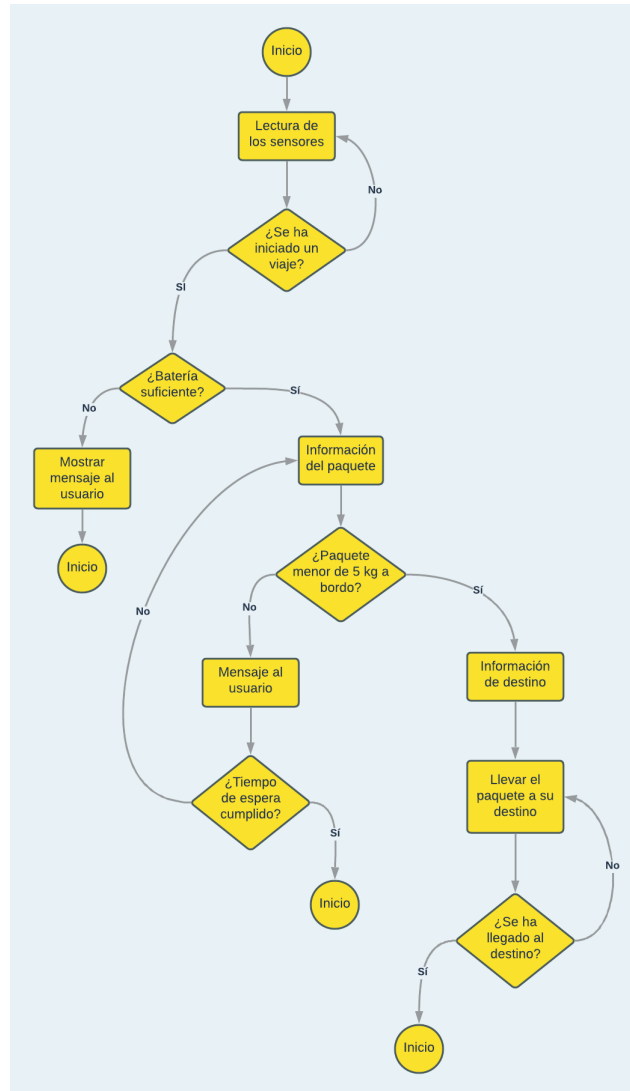 Inicio
Lectura de
los sensores
No
¿Se ha
iniciado un
viaje?
SÍ
¿Batería
suficiente?
No
Sí
Mostrar
mensaje al
usuario
Inicio
Información
del paquete
¿Paquete
menor de 5 kg a
bordo?
No
No
Sí
Mensaje al
usuario
Información
de destino
¿Tiempo
de espera
cumplido?
Sí
Inicio
Llevar el
paquete a su
destino
No
¿Se ha
llegado al
destino?
Sí
Inicio